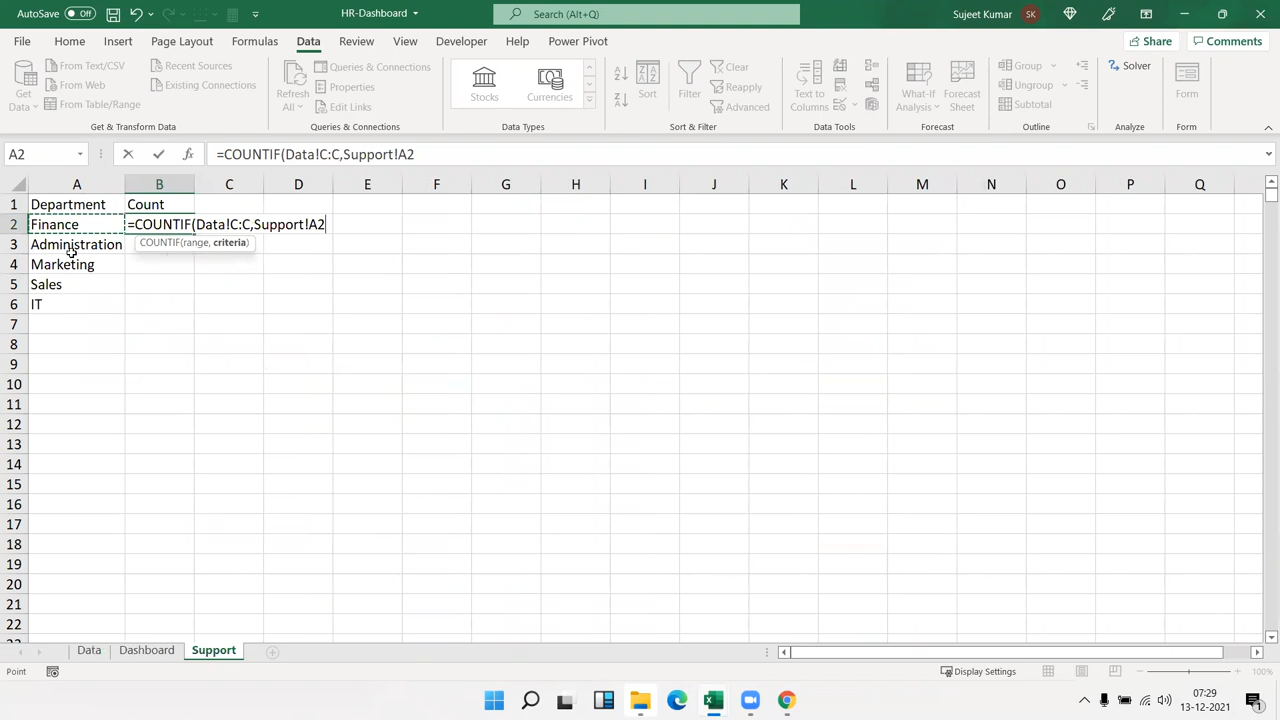 AutoSave Off HR-Dashboard Search (Alt+Q) Sujeet Kumar SK
File Home Insert Page Layout Formulas Data Review View Developer Help Power Pivot Share Comments
Get Data
From Text/CSV
From Web
From Table/Range
Recent Sources
Existing Connections
Get & Transform Data
Refresh All
Queries & Connections
Properties
Edit Links
Queries & Connections
Stocks
Currencies
Data Types
Sort
Filter
Clear
Reapply
Advanced
Sort & Filter
Text to Columns
Data Tools
What-If Analysis
Forecast Sheet
Forecast
Group
Ungroup
Subtotal
Outline
Solver
Analyze
Form
Form
A2 fx =COUNTIF(Data!C:C,Support!A2
A B C D E F G H I J K L M N O P Q
1 Department Count
2 Finance =COUNTIF(Data!C:C,Support!A2
3 Administration COUNTIF(range, criteria)
4 Marketing
5 Sales
6 IT
7
8
9
10
11
12
13
14
15
16
17
18
19
20
21
22
Data Dashboard Support
Point Display Settings 100%
07:29
13-12-2021
1